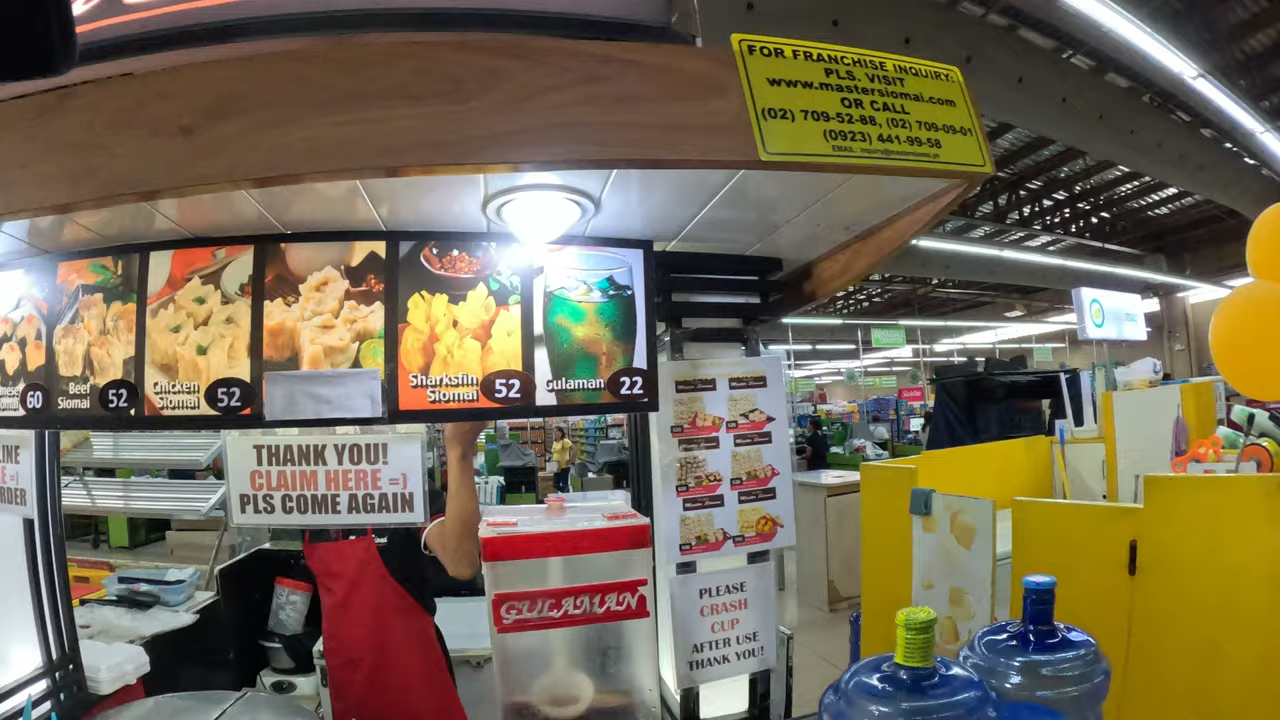 FOR FRANCHISE INQUIRY:
PLS. VISIT
www.mastersiomai.com
OR CALL
(02) 709-52-88, (02) 709-09-01
(0923) 441-99-58
60
Beef
Siomai
52
Chicken
Siomai
52
Sharksfin
Siomai
52
Gulaman
22
THANK YOU!
CLAIM HERE =)
PLS COME AGAIN
GULAMAN
PLEASE
CRASH
CUP
AFTER USE
THANK YOU!